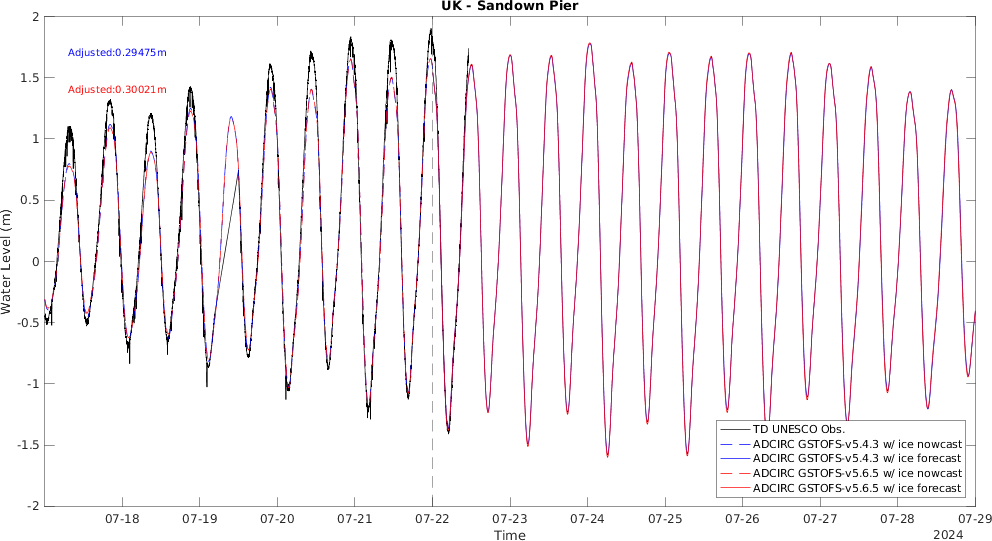 UK - Sandown Pier
Adjusted:0.29475m
Adjusted:0.30021m
Water Level (m)
2
1.5
1
0.5
0
-0.5
-1
-1.5
-2
TD UNESCO Obs.
ADCIRC GSTOFS-v5.4.3 w/ ice nowcast
ADCIRC GSTOFS-v5.4.3 w/ ice forecast
ADCIRC GSTOFS-v5.6.5 w/ ice nowcast
ADCIRC GSTOFS-v5.6.5 w/ ice forecast
07-18 07-19 07-20 07-21 07-22 07-23 07-24 07-25 07-26 07-27 07-28 07-29
Time
2024